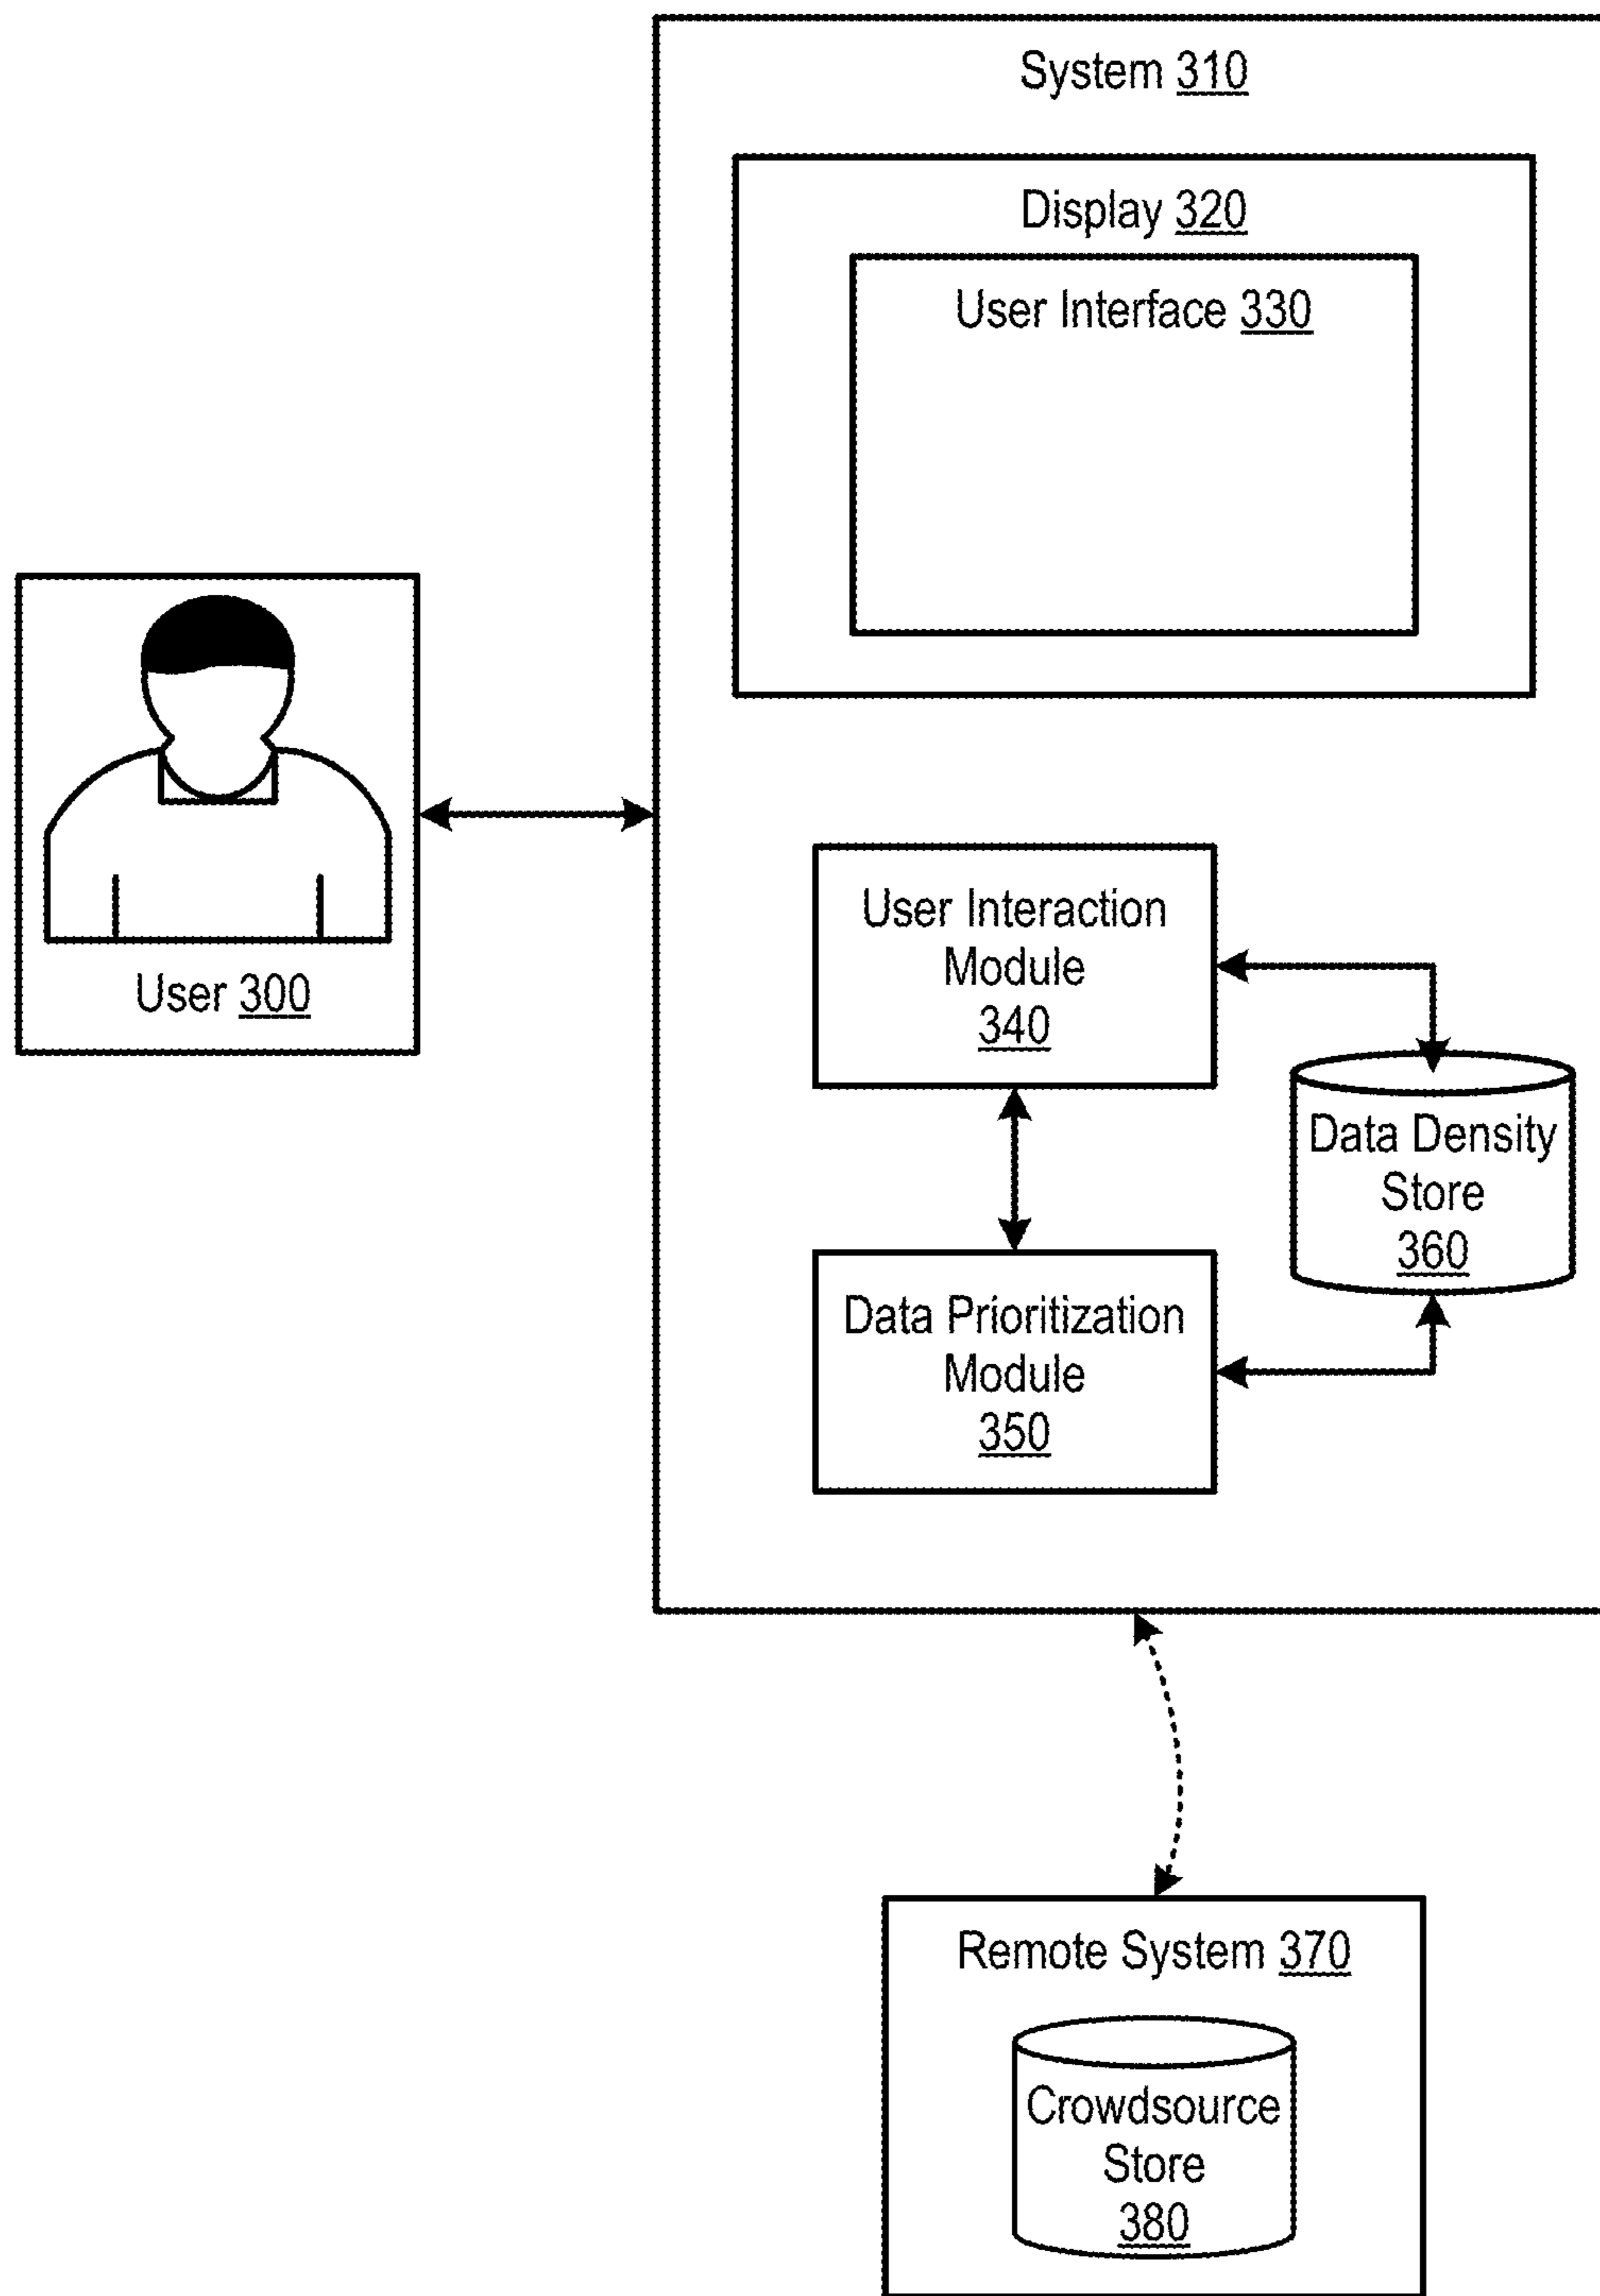 System 310
Display 320
User Interface 330
User 300
User Interaction
Module
340
Data Density
Store
360
Data Prioritization
Module
350
Remote System 370
Crowdsource
Store
380